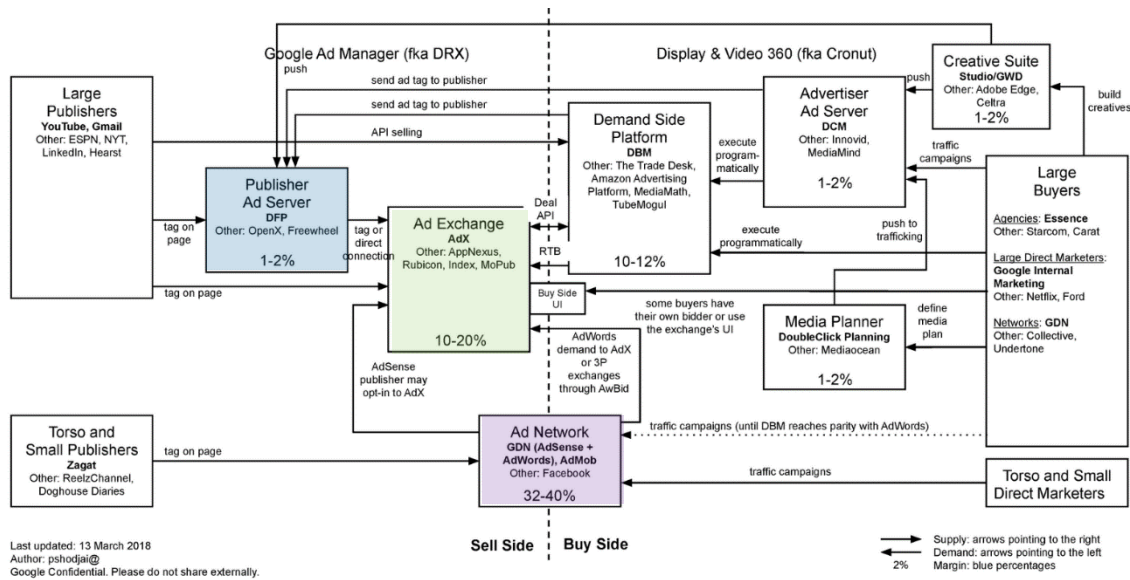 Google Ad Manager (fka DRX)
Display & Video 360 (fka Cronut)
push
send ad tag to publisher
send ad tag to publisher
API selling
Large
Publishers
YouTube, Gmail
Other: ESPN, NYT,
LinkedIn, Hearst
Publisher
Ad Server
DFP
Other: OpenX, Freewheel
1-2%
tag on
page
tag or
direct
connection
tag on page
Ad Exchange
AdX
Other: AppNexus,
Rubicon, Index, MoPub
10-20%
Deal
API
RTB
Buy Side
UI
Demand Side
Platform
DBM
Other: The Trade Desk,
Amazon Advertising
Platform, MediaMath,
TubeMogul
10-12%
execute
program-
matically
Advertiser
Ad Server
DCM
Other: Innovid,
MediaMind
1-2%
push
Creative Suite
Studio/GWD
Other: Adobe Edge,
Celtra
1-2%
build
creatives
traffic
campaigns
push to
trafficking
execute
programmatically
some buyers have
their own bidder or use
the exchange's UI
Media Planner
DoubleClick Planning
Other: Mediaocean
1-2%
define
media
plan
Large
Buyers
Agencies: Essence
Other: Starcom, Carat
Large Direct Marketers:
Google Internal
Marketing
Other: Netflix, Ford
Networks: GDN
Other: Collective,
Undertone
AdSense
publisher may
opt-in to AdX
AdWords
demand to AdX
or 3P
exchanges
through AwBid
Torso and
Small Publishers
Zagat
Other: ReelzChannel,
Doghouse Diaries
tag on page
Ad Network
GDN (AdSense +
AdWords), AdMob
Other: Facebook
32-40%
traffic campaigns (until DBM reaches parity with AdWords)
traffic campaigns
Torso and Small
Direct Marketers
Last updated: 13 March 2018
Author: pshodjai@
Google Confidential. Please do not share externally.
Sell Side
Buy Side
Supply: arrows pointing to the right
Demand: arrows pointing to the left
2% Margin: blue percentages